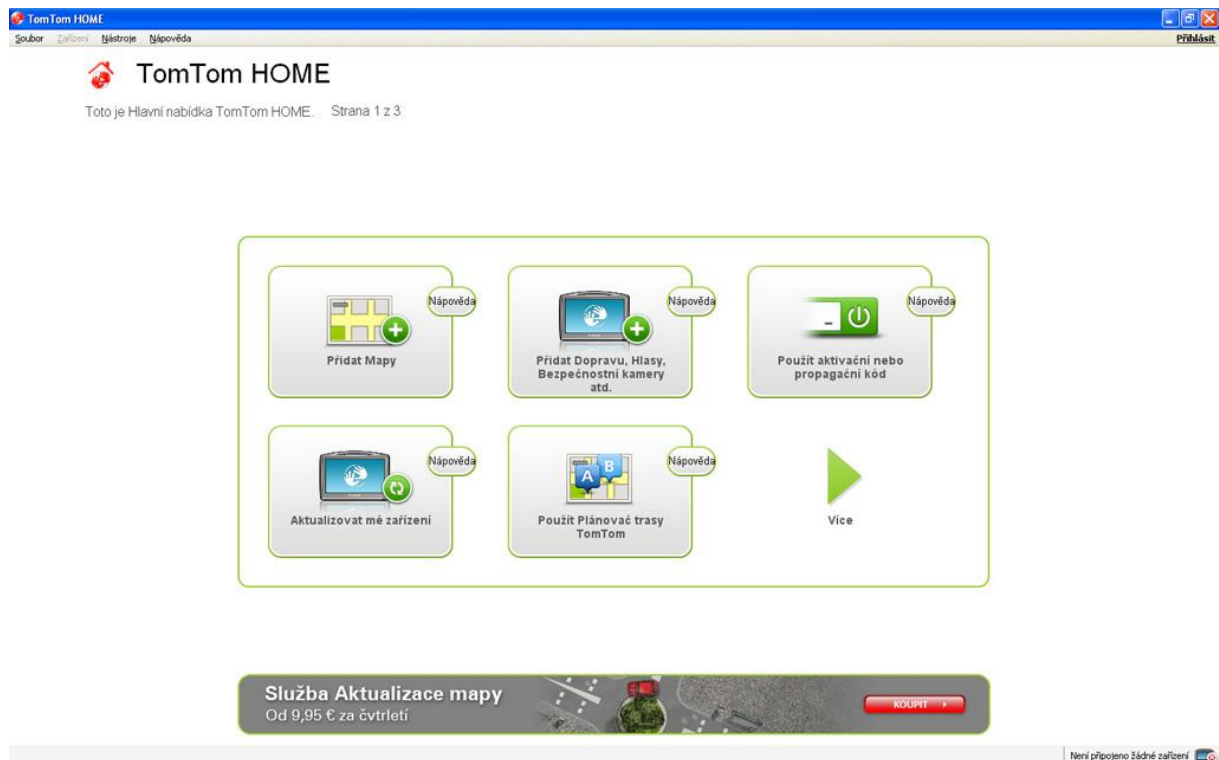 TomTom HOME
Soubor Zařízení Nástroje Nápověda Přihlásit
TomTom HOME
Toto je Hlavní nabídka TomTom HOME. Strana 1 z 3
Nápověda
Přidat Mapy
Nápověda
Přidat Dopravu, Hlasy,
Bezpečnostní kamery
atd.
Nápověda
Použít aktivační nebo
propagační kód
Nápověda
Aktualizovat mé zařízení
Nápověda
A B
Použít Plánovač trasy
TomTom
Více
Služba Aktualizace mapy
Od 9,95 € za čvtrletí
KOUPIT
Není připojeno žádné zařízení